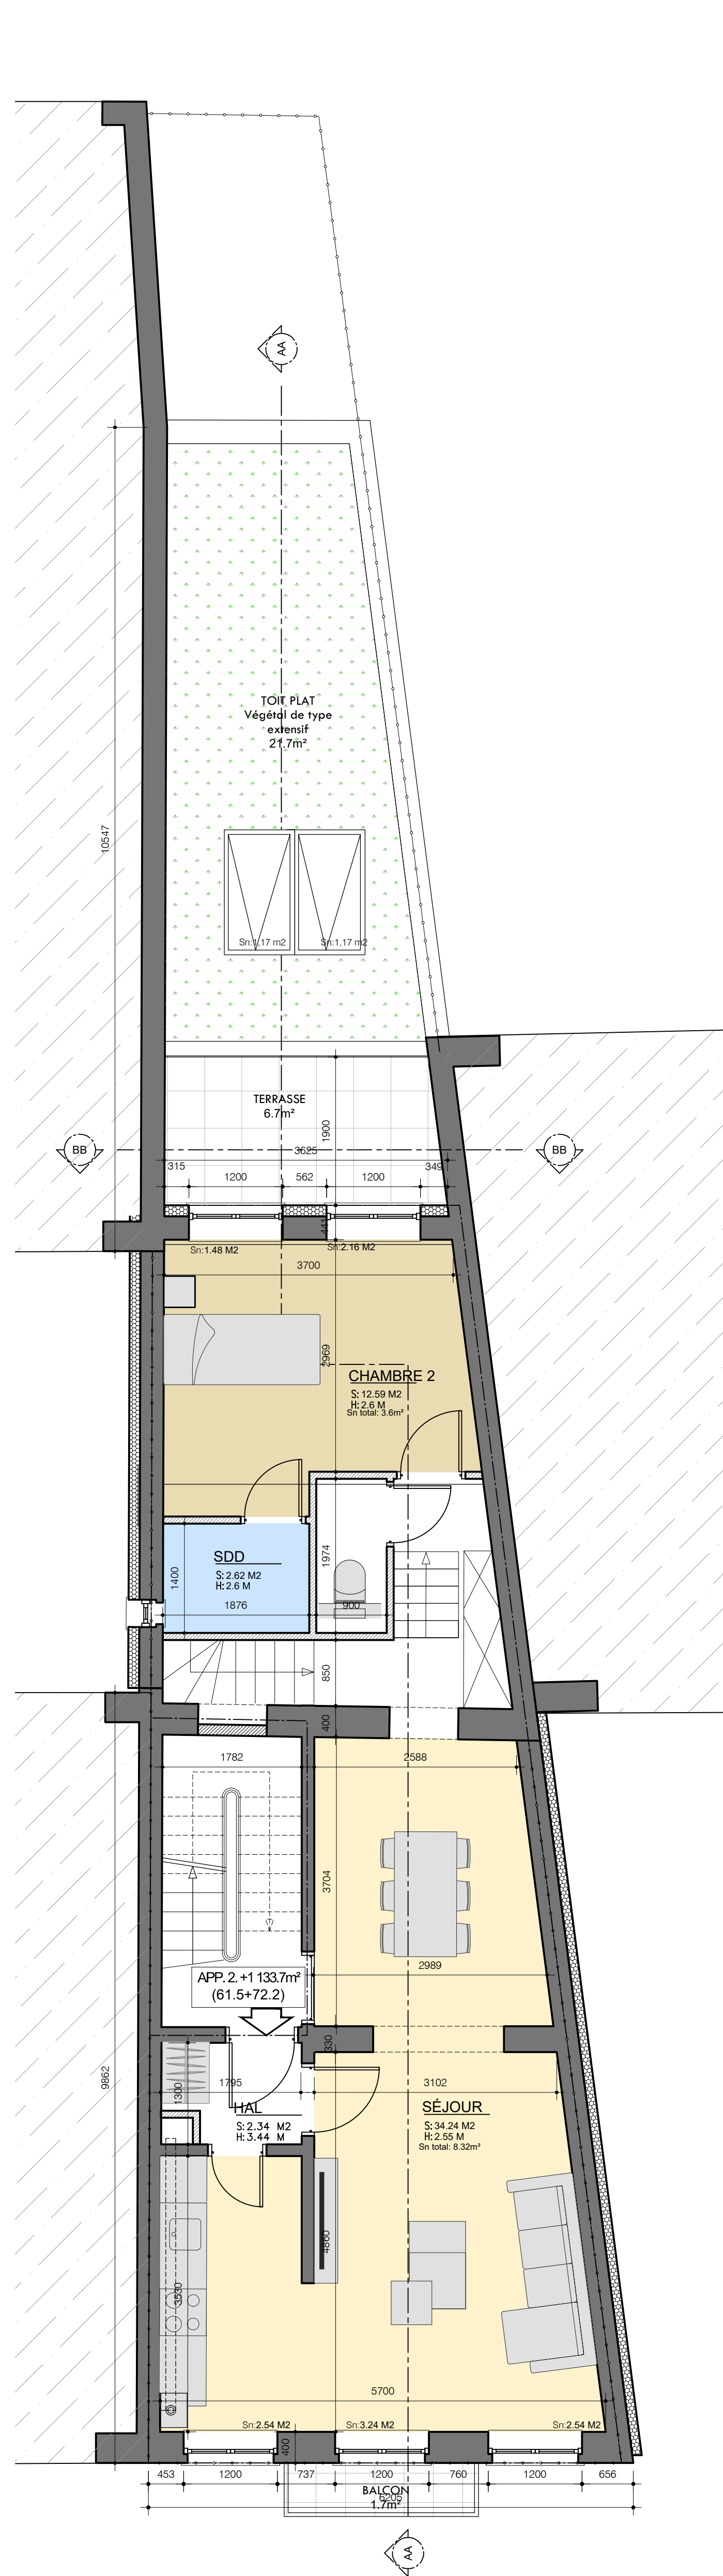 AA
10547
TOIT PLAT
Végétal de type
extensif
21.7m²
Sn:1,17 m2
Sn:1,17 m2
TERRASSE
6.7m²
1900
BB
BB
3625
315
349
1200
562
1200
Sn:1.48 M2
Sn:2.16 M2
3700
2969
CHAMBRE 2
S: 12.59 M2
H: 2.6 M
Sn total: 3.6m²
SDD
S: 2.62 M2
H: 2.6 M
1400
1974
1876
900
850
400
1782
2588
3704
APP. 2. +1 133.7m²
(61.5+72.2)
2989
330
9862
1300
1795
3102
HAL
S: 2.34 M2
H: 3.44 M
SÉJOUR
S: 34.24 M2
H: 2.55 M
Sn total: 8.32m²
4860
3530
5700
Sn:2.54 M2
Sn:3.24 M2
Sn:2.54 M2
400
453
1200
737
1200
760
1200
656
BALCON
1.7m²
6205
AA